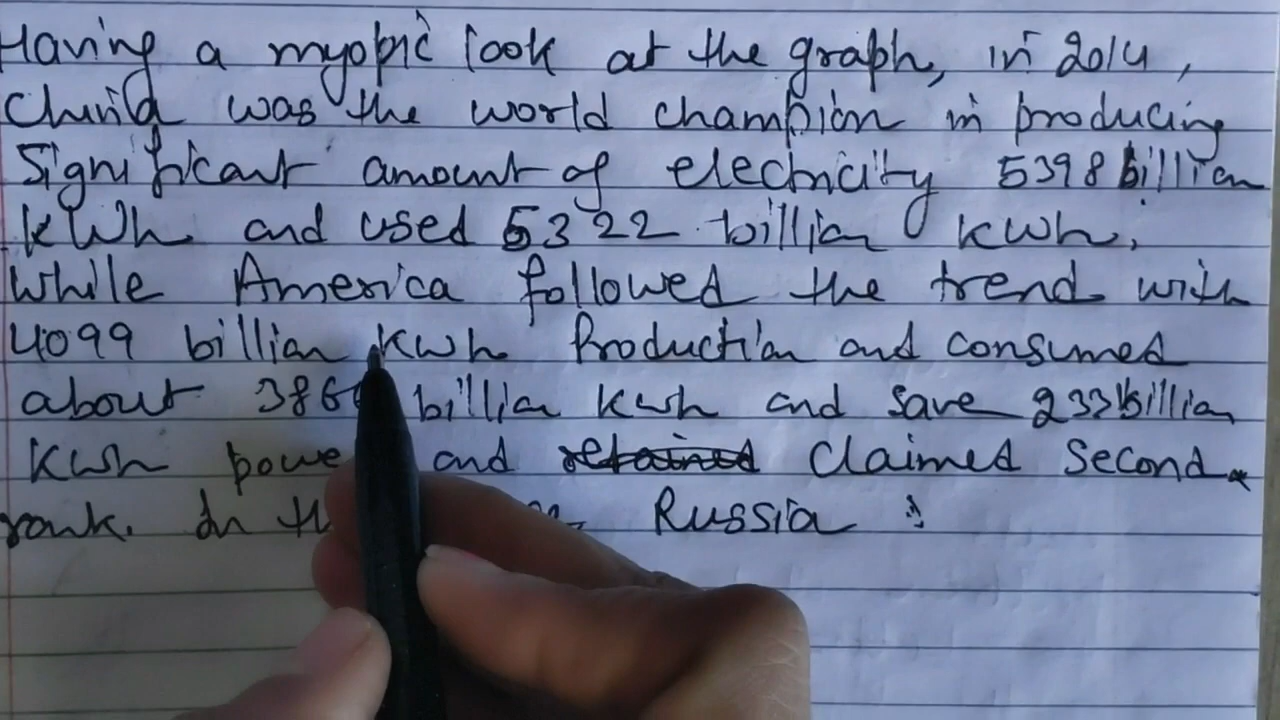 Having a myopic look at the graph, in 2014,
China was the world champion in producing
Significant amount of electricity 5398 billion
kWh and used 5322 billion kwh,
While America followed the trend with
4099 billion kwh Production and consumed
about billion kwh and save 233 billion
kwh and retained claimed second
rank. In Russia